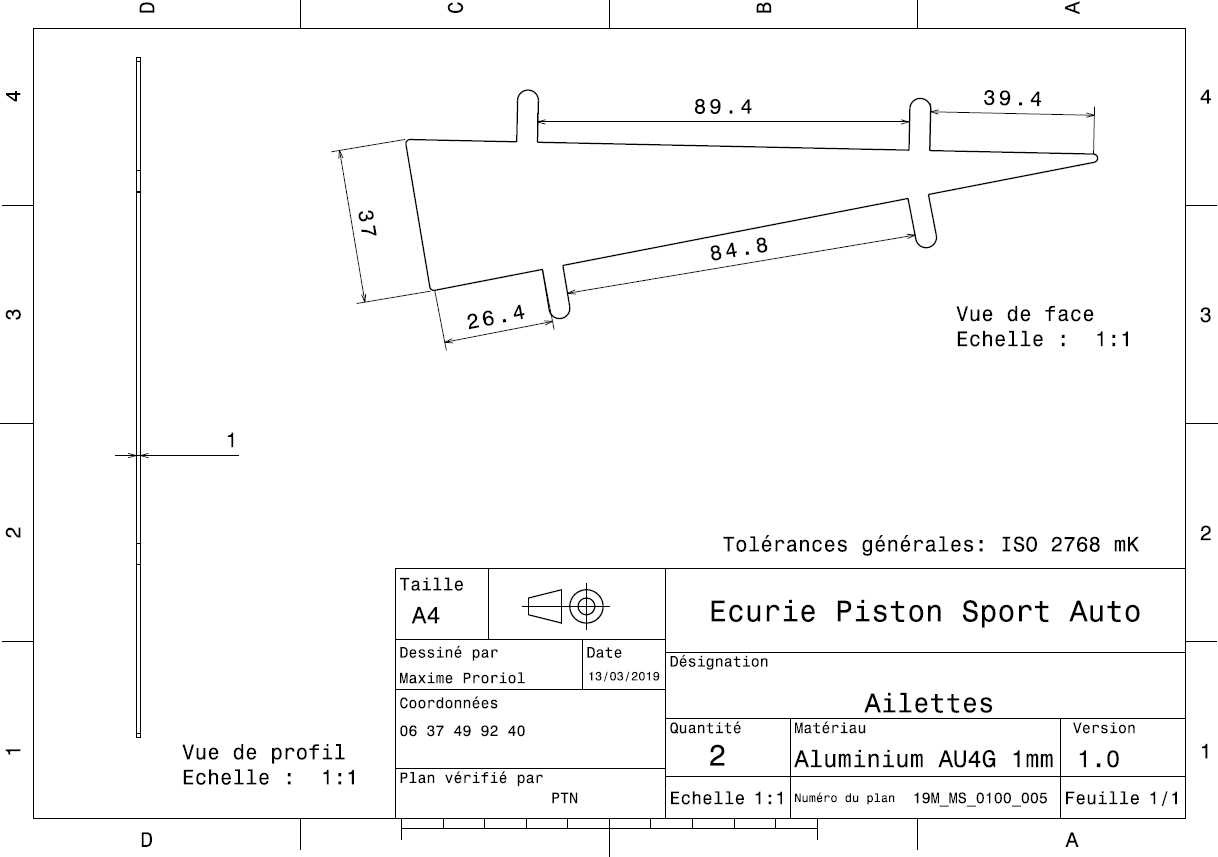 D C B A
4 4
89.4
39.4
37
84.8
26.4
Vue de face
Echelle : 1:1
3 3
1
2 2
Tolérances générales: ISO 2768 mK
Taille
A4
Ecurie Piston Sport Auto
Dessiné par
Maxime Proriol
Date
13/03/2019
Désignation
Ailettes
Coordonnées
06 37 49 92 40
Quantité
2
Matériau
Aluminium AU4G 1mm
Version
1.0
Vue de profil
Echelle : 1:1
1 1
Plan vérifié par
PTN
Echelle 1:1
Numéro du plan 19M_MS_0100_005
Feuille 1/1
D A